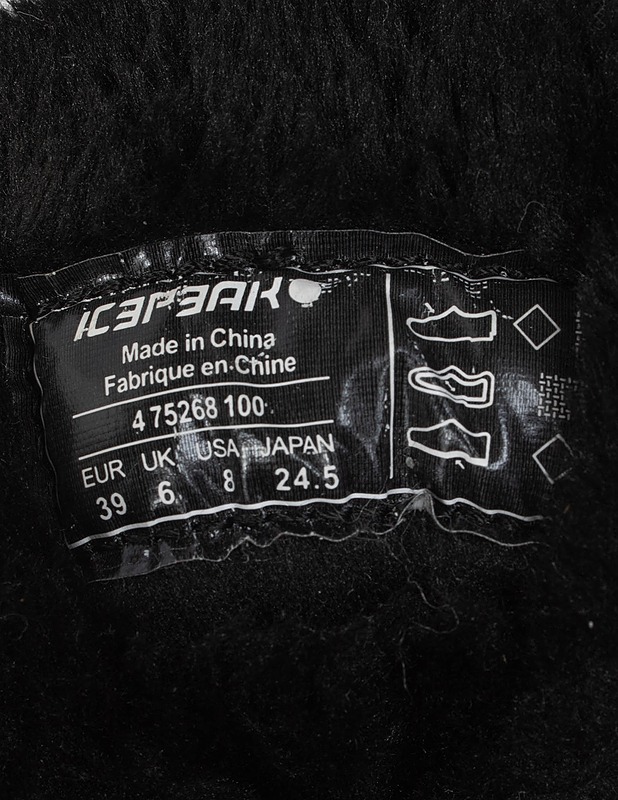 ICEPEAK
Made in China
Fabrique en Chine
4 75268 100
EUR UK USA JAPAN
39 6 8 24.5